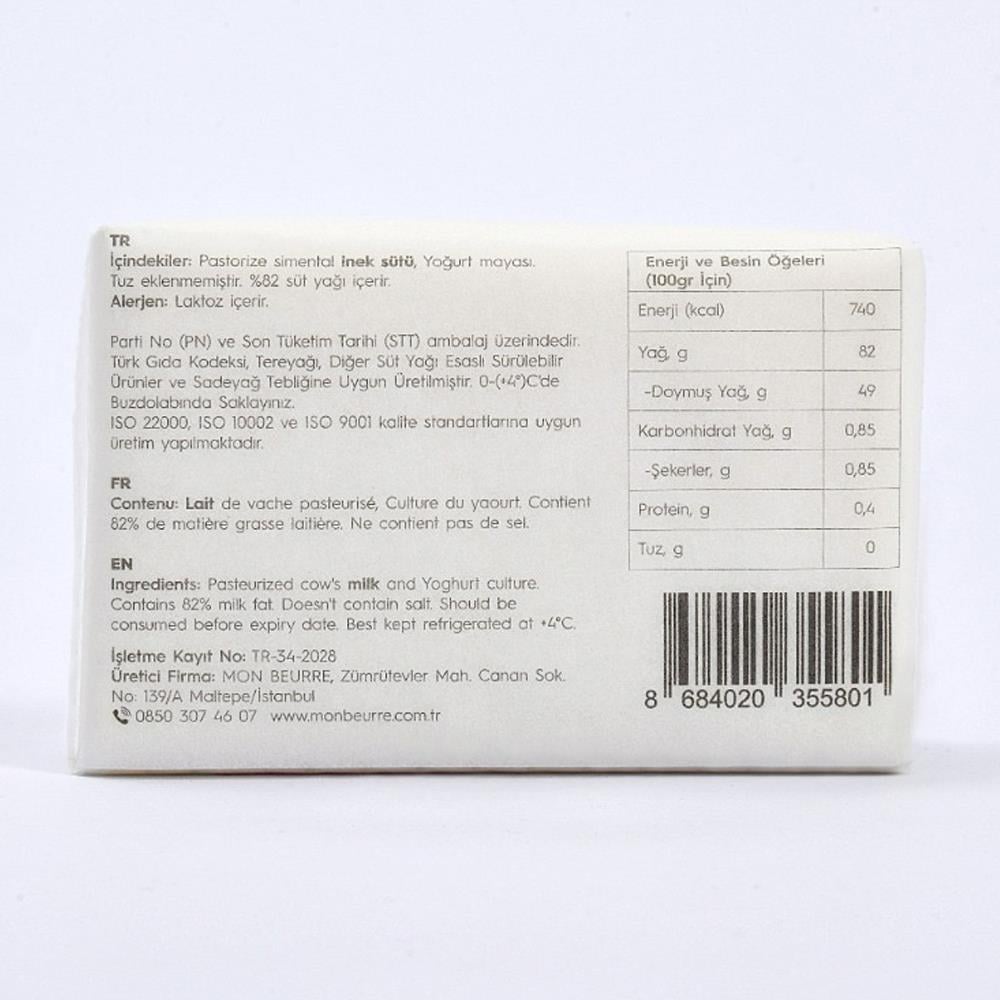 TR
İçindekiler: Pastorize simental inek sütü, Yoğurt mayası.
Tuz eklenmemiştir. %82 süt yağı içerir.
Alerjen: Laktoz içerir.
Parti No (PN) ve Son Tüketim Tarihi (STT) ambalaj üzerindedir.
Türk Gıda Kodeksi, Tereyağı, Diğer Süt Yağı Esaslı Sürülebilir
Ürünler ve Sadeyağ Tebliğine Uygun Üretilmiştir. 0-(+4°)C'de
Buzdolabında Saklayınız.
ISO 22000, ISO 10002 ve ISO 9001 kalite standartlarına uygun
üretim yapılmaktadır.
FR
Contenu: Lait de vache pasteurisé, Culture du yaourt. Contient
82% de matière grasse laitière. Ne contient pas de sel.
EN
Ingredients: Pasteurized cow's milk and Yoghurt culture.
Contains 82% milk fat. Doesn't contain salt. Should be
consumed before expiry date. Best kept refrigerated at +4°C.
İşletme Kayıt No: TR-34-2028
Üretici Firma: MON BEURRE, Zümrütevler Mah. Canan Sok.
No: 139/A Maltepe/İstanbul
0850 307 46 07 www.monbeurre.com.tr
Enerji ve Besin Öğeleri
(100gr İçin)
Enerji (kcal) 740
Yağ, g 82
-Doymuş Yağ, g 49
Karbonhidrat Yağ, g 0,85
-Şekerler, g 0,85
Protein, g 0,4
Tuz, g 0
8 684020 355801